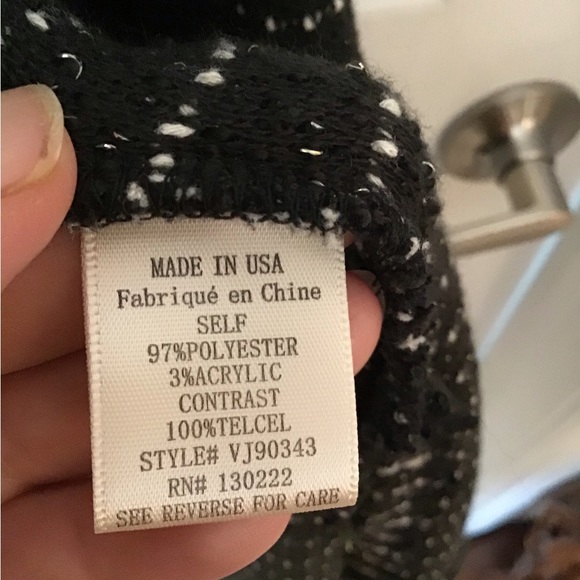 MADE IN USA
Fabriqué en Chine
SELF
97%POLYESTER
3%ACRYLIC
CONTRAST
100%TELCEL
STYLE# VJ90343
RN# 130222
SEE REVERSE FOR CARE